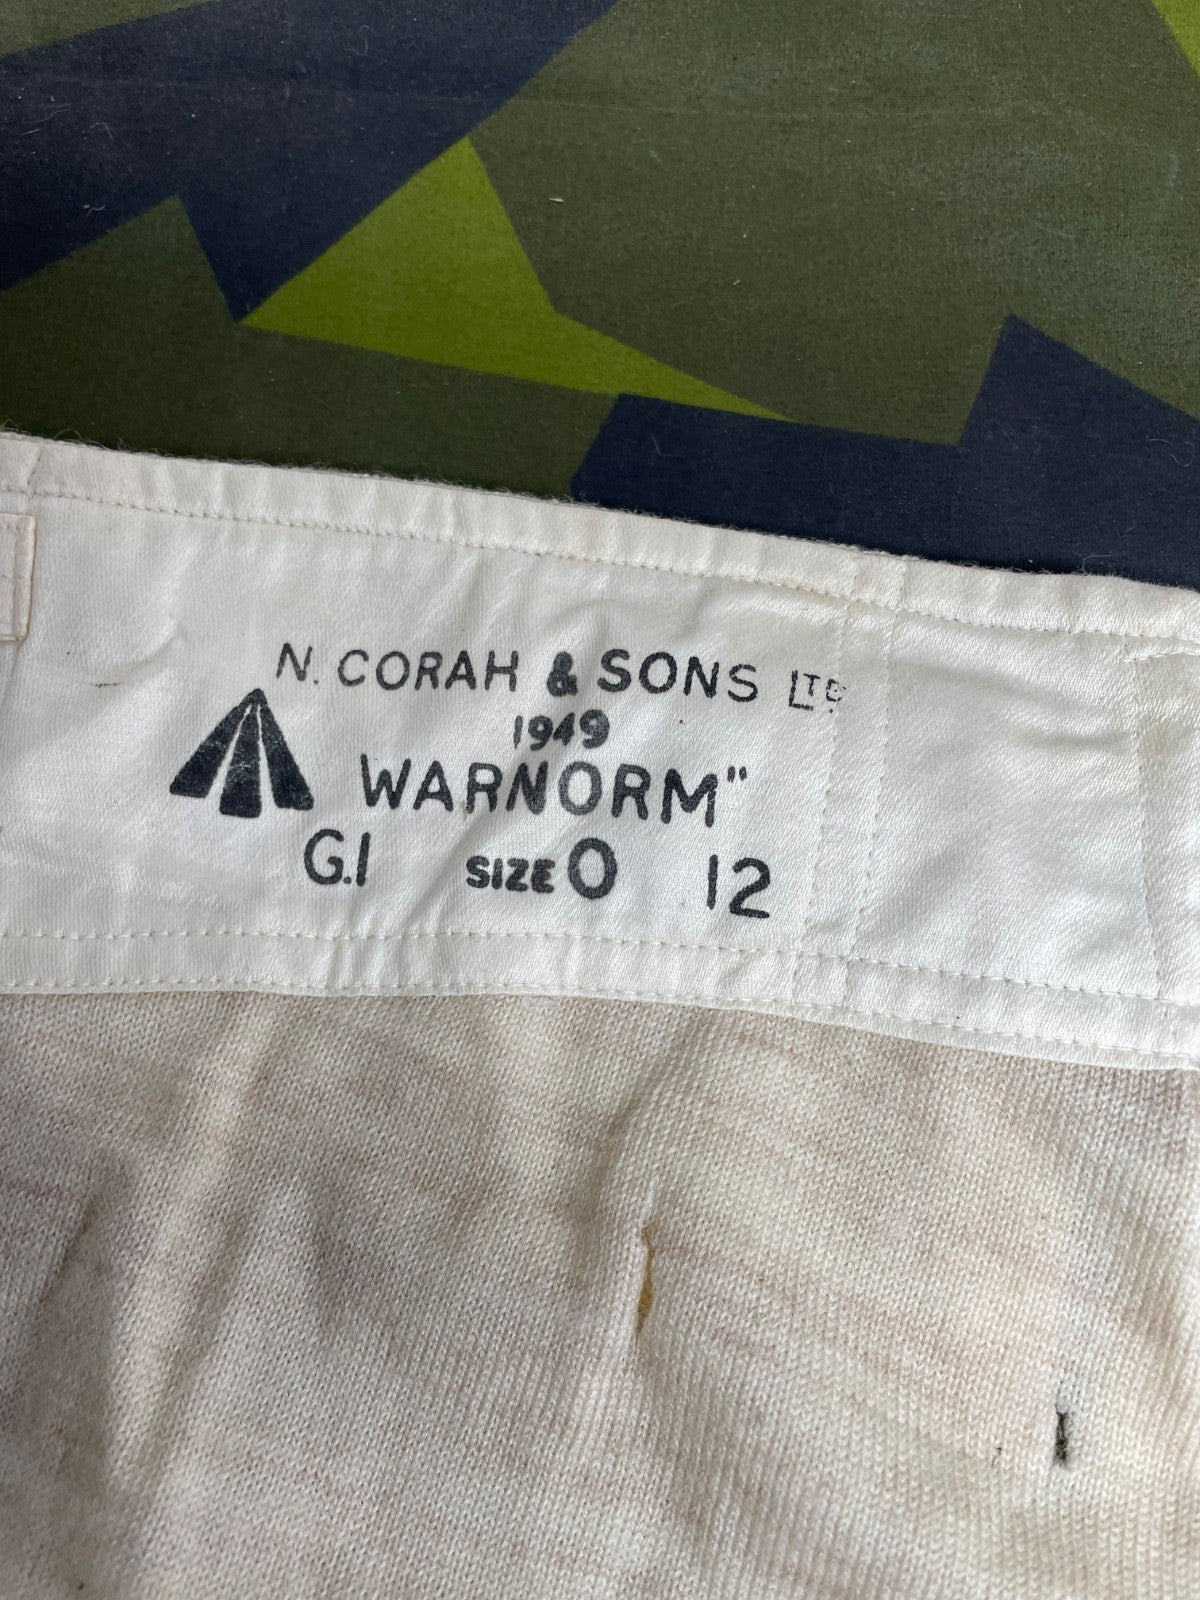 N. CORAH & SONS LTD.
1949
WARNORM"
G.1 SIZE 0 12